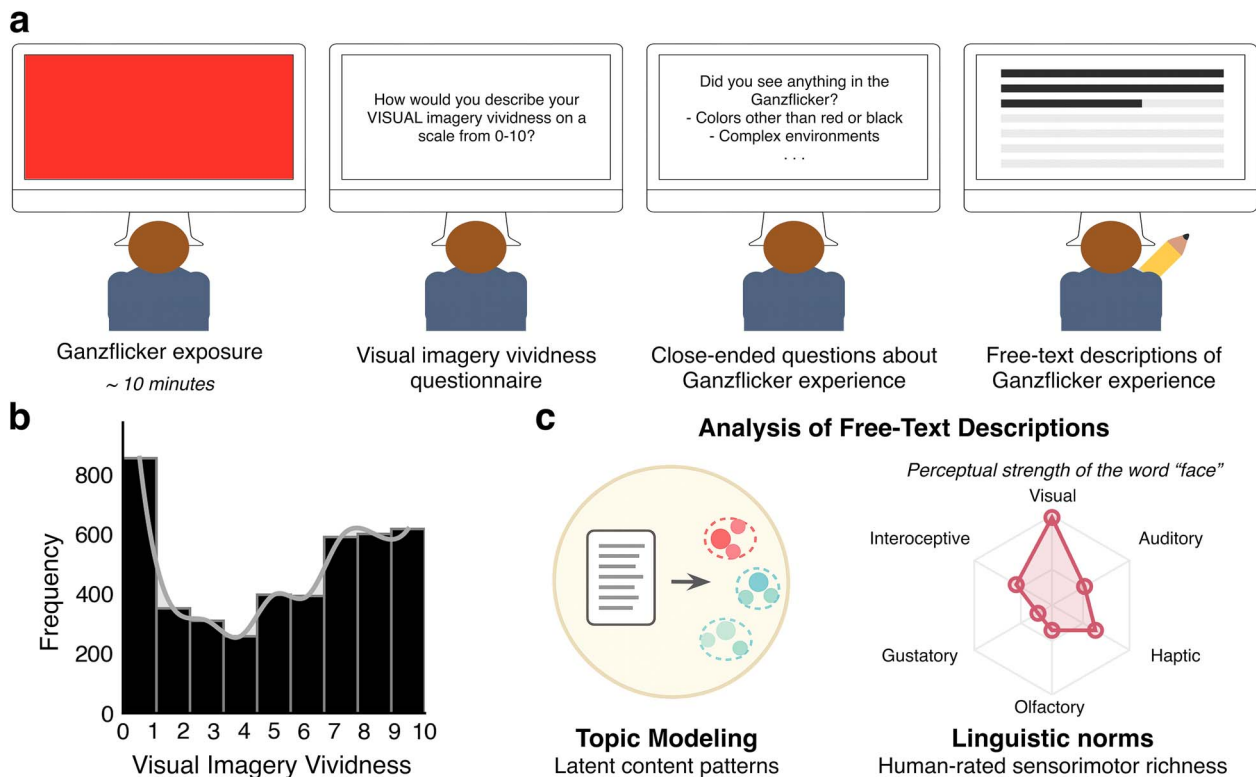 a
How would you describe your
VISUAL imagery vividness on a
scale from 0-10?
Did you see anything in the
Ganzflicker?
- Colors other than red or black
- Complex environments
. . .
Ganzflicker exposure
~ 10 minutes
Visual imagery vividness
questionnaire
Close-ended questions about
Ganzflicker experience
Free-text descriptions of
Ganzflicker experience
b
Frequency
800
600
400
200
0
0 1 2 3 4 5 6 7 8 9 10
Visual Imagery Vividness
c
Analysis of Free-Text Descriptions
Topic Modeling
Latent content patterns
Perceptual strength of the word “face”
Visual
Interoceptive
Auditory
Gustatory
Haptic
Olfactory
Linguistic norms
Human-rated sensorimotor richness